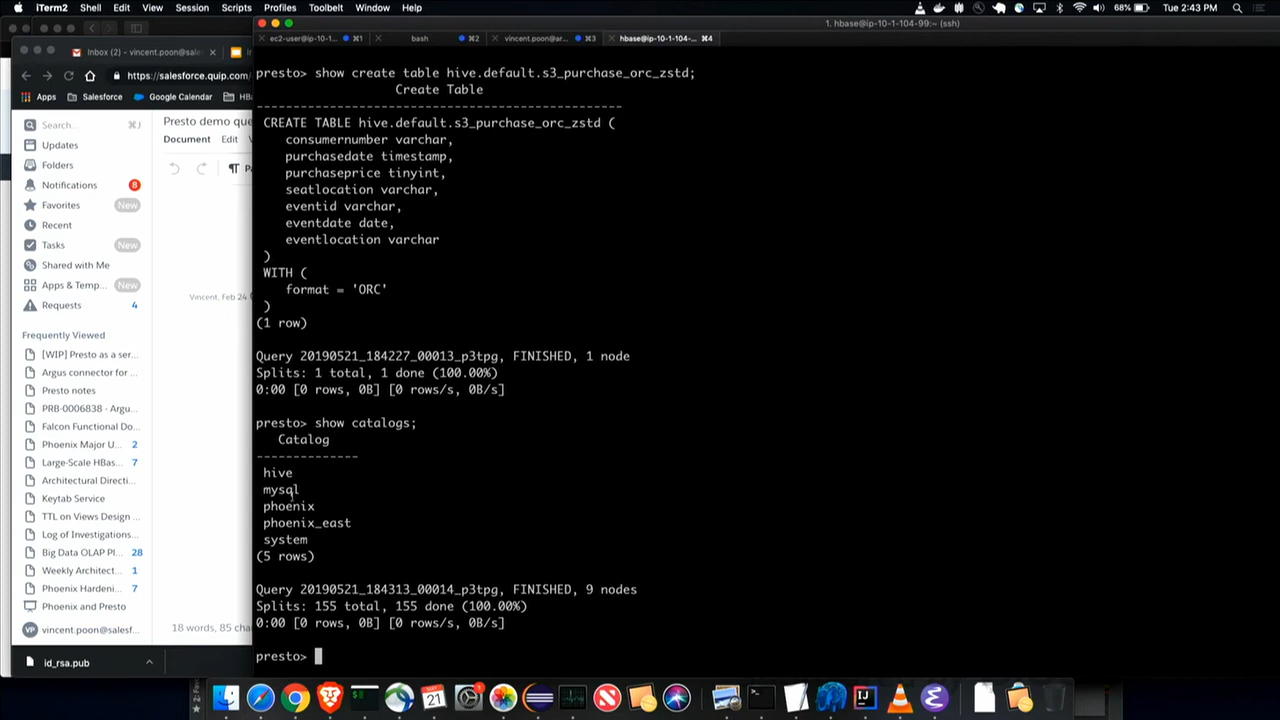 iTerm2 Shell Edit View Session Scripts Profiles Toolbelt Window Help
68% Tue 2:43 PM
1. hbase@ip-10-1-104-99:~ (ssh)
ec2-user@ip-10-1... ⌘1 bash ⌘2 vincent.poon@ar... ⌘3 hbase@ip-10-1-104-... ⌘4
Inbox (2) - vincent.poon@sales
https://salesforce.quip.com/
Apps Salesforce Google Calendar
Search... ⌘J
Updates
Folders
Notifications 8
Favorites New
Recent
Tasks New
Shared with Me
Apps & Temp... New
Requests 4
Frequently Viewed
[WIP] Presto as a ser...
Argus connector for ...
Presto notes
PRB-0006838 - Argu...
Falcon Functional Do...
Phoenix Major U... 2
Large-Scale HBas... 7
Architectural Directi...
Keytab Service
TTL on Views Design ...
Log of Investigations...
Big Data OLAP Pl... 28
Weekly Architect... 1
Phoenix Hardeni... 7
Phoenix and Presto
VP vincent.poon@salesf...
Presto demo que
Document Edit
Vincent, Feb 24
18 words, 85 cha
id_rsa.pub
presto> show create table hive.default.s3_purchase_orc_zstd;
Create Table
----------------------------------------------------
CREATE TABLE hive.default.s3_purchase_orc_zstd (
consumernumber varchar,
purchasedate timestamp,
purchaseprice tinyint,
seatlocation varchar,
eventid varchar,
eventdate date,
eventlocation varchar
)
WITH (
format = 'ORC'
)
(1 row)
Query 20190521_184227_00013_p3tpg, FINISHED, 1 node
Splits: 1 total, 1 done (100.00%)
0:00 [0 rows, 0B] [0 rows/s, 0B/s]
presto> show catalogs;
Catalog
--------------
hive
mysql
phoenix
phoenix_east
system
(5 rows)
Query 20190521_184313_00014_p3tpg, FINISHED, 9 nodes
Splits: 155 total, 155 done (100.00%)
0:00 [0 rows, 0B] [0 rows/s, 0B/s]
presto>